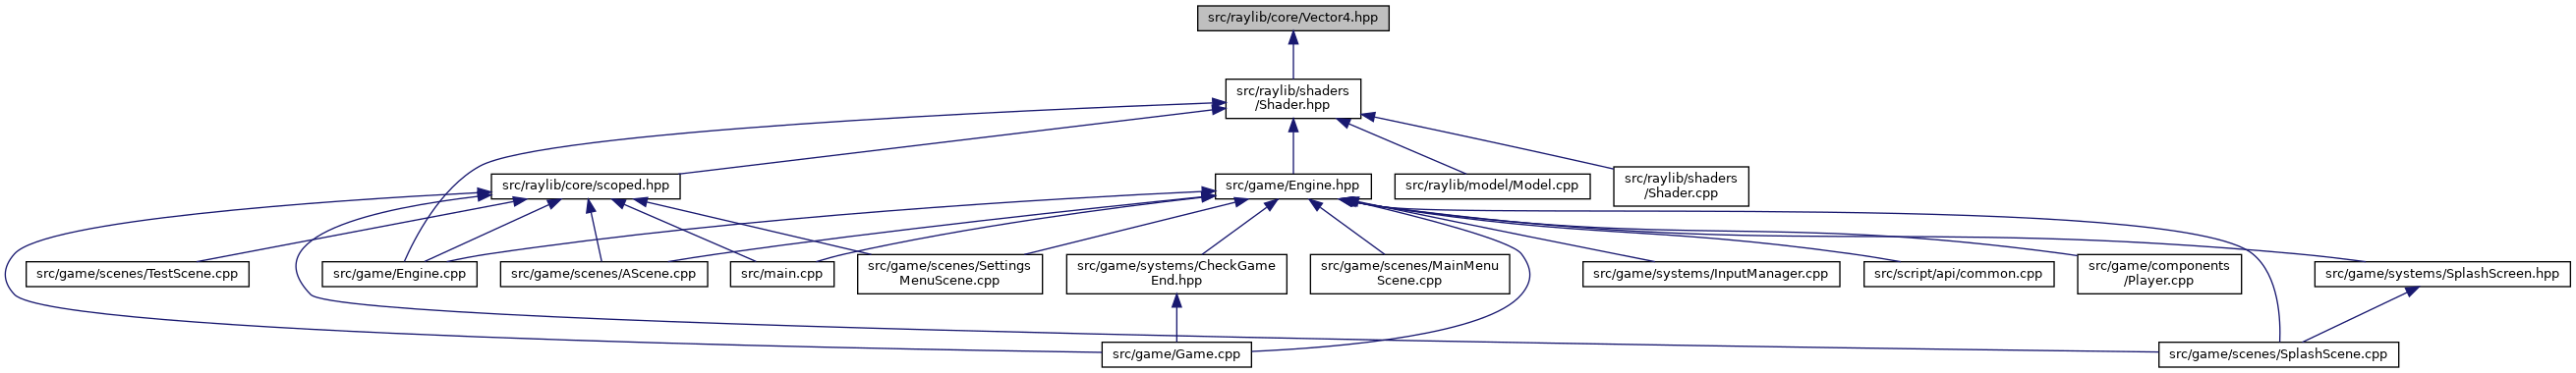 src/raylib/core/Vector4.hpp
src/raylib/shaders
/Shader.hpp
src/raylib/core/scoped.hpp
src/game/Engine.hpp
src/raylib/model/Model.cpp
src/raylib/shaders
/Shader.cpp
src/game/scenes/TestScene.cpp
src/game/Engine.cpp
src/game/scenes/AScene.cpp
src/main.cpp
src/game/scenes/Settings
MenuScene.cpp
src/game/systems/CheckGame
End.hpp
src/game/scenes/MainMenu
Scene.cpp
src/game/systems/InputManager.cpp
src/script/api/common.cpp
src/game/components
/Player.cpp
src/game/systems/SplashScreen.hpp
src/game/Game.cpp
src/game/scenes/SplashScene.cpp